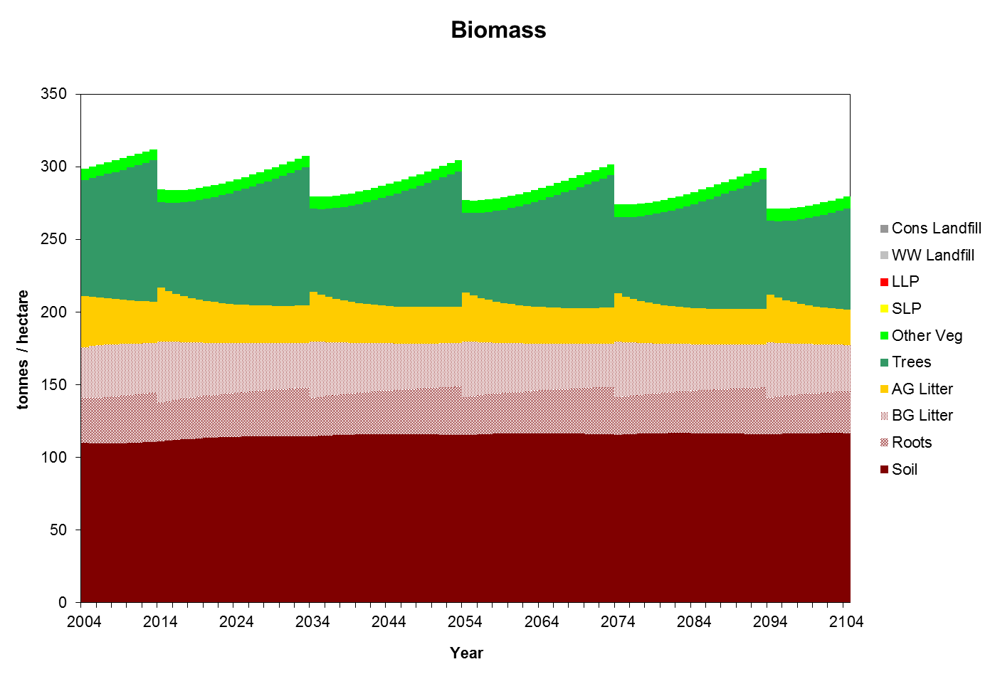 Biomass
350
300
250
200
150
100
50
0
tonnes / hectare
2004 2014 2024 2034 2044 2054 2064 2074 2084 2094 2104
Year
Cons Landfill
WW Landfill
LLP
SLP
Other Veg
Trees
AG Litter
BG Litter
Roots
Soil